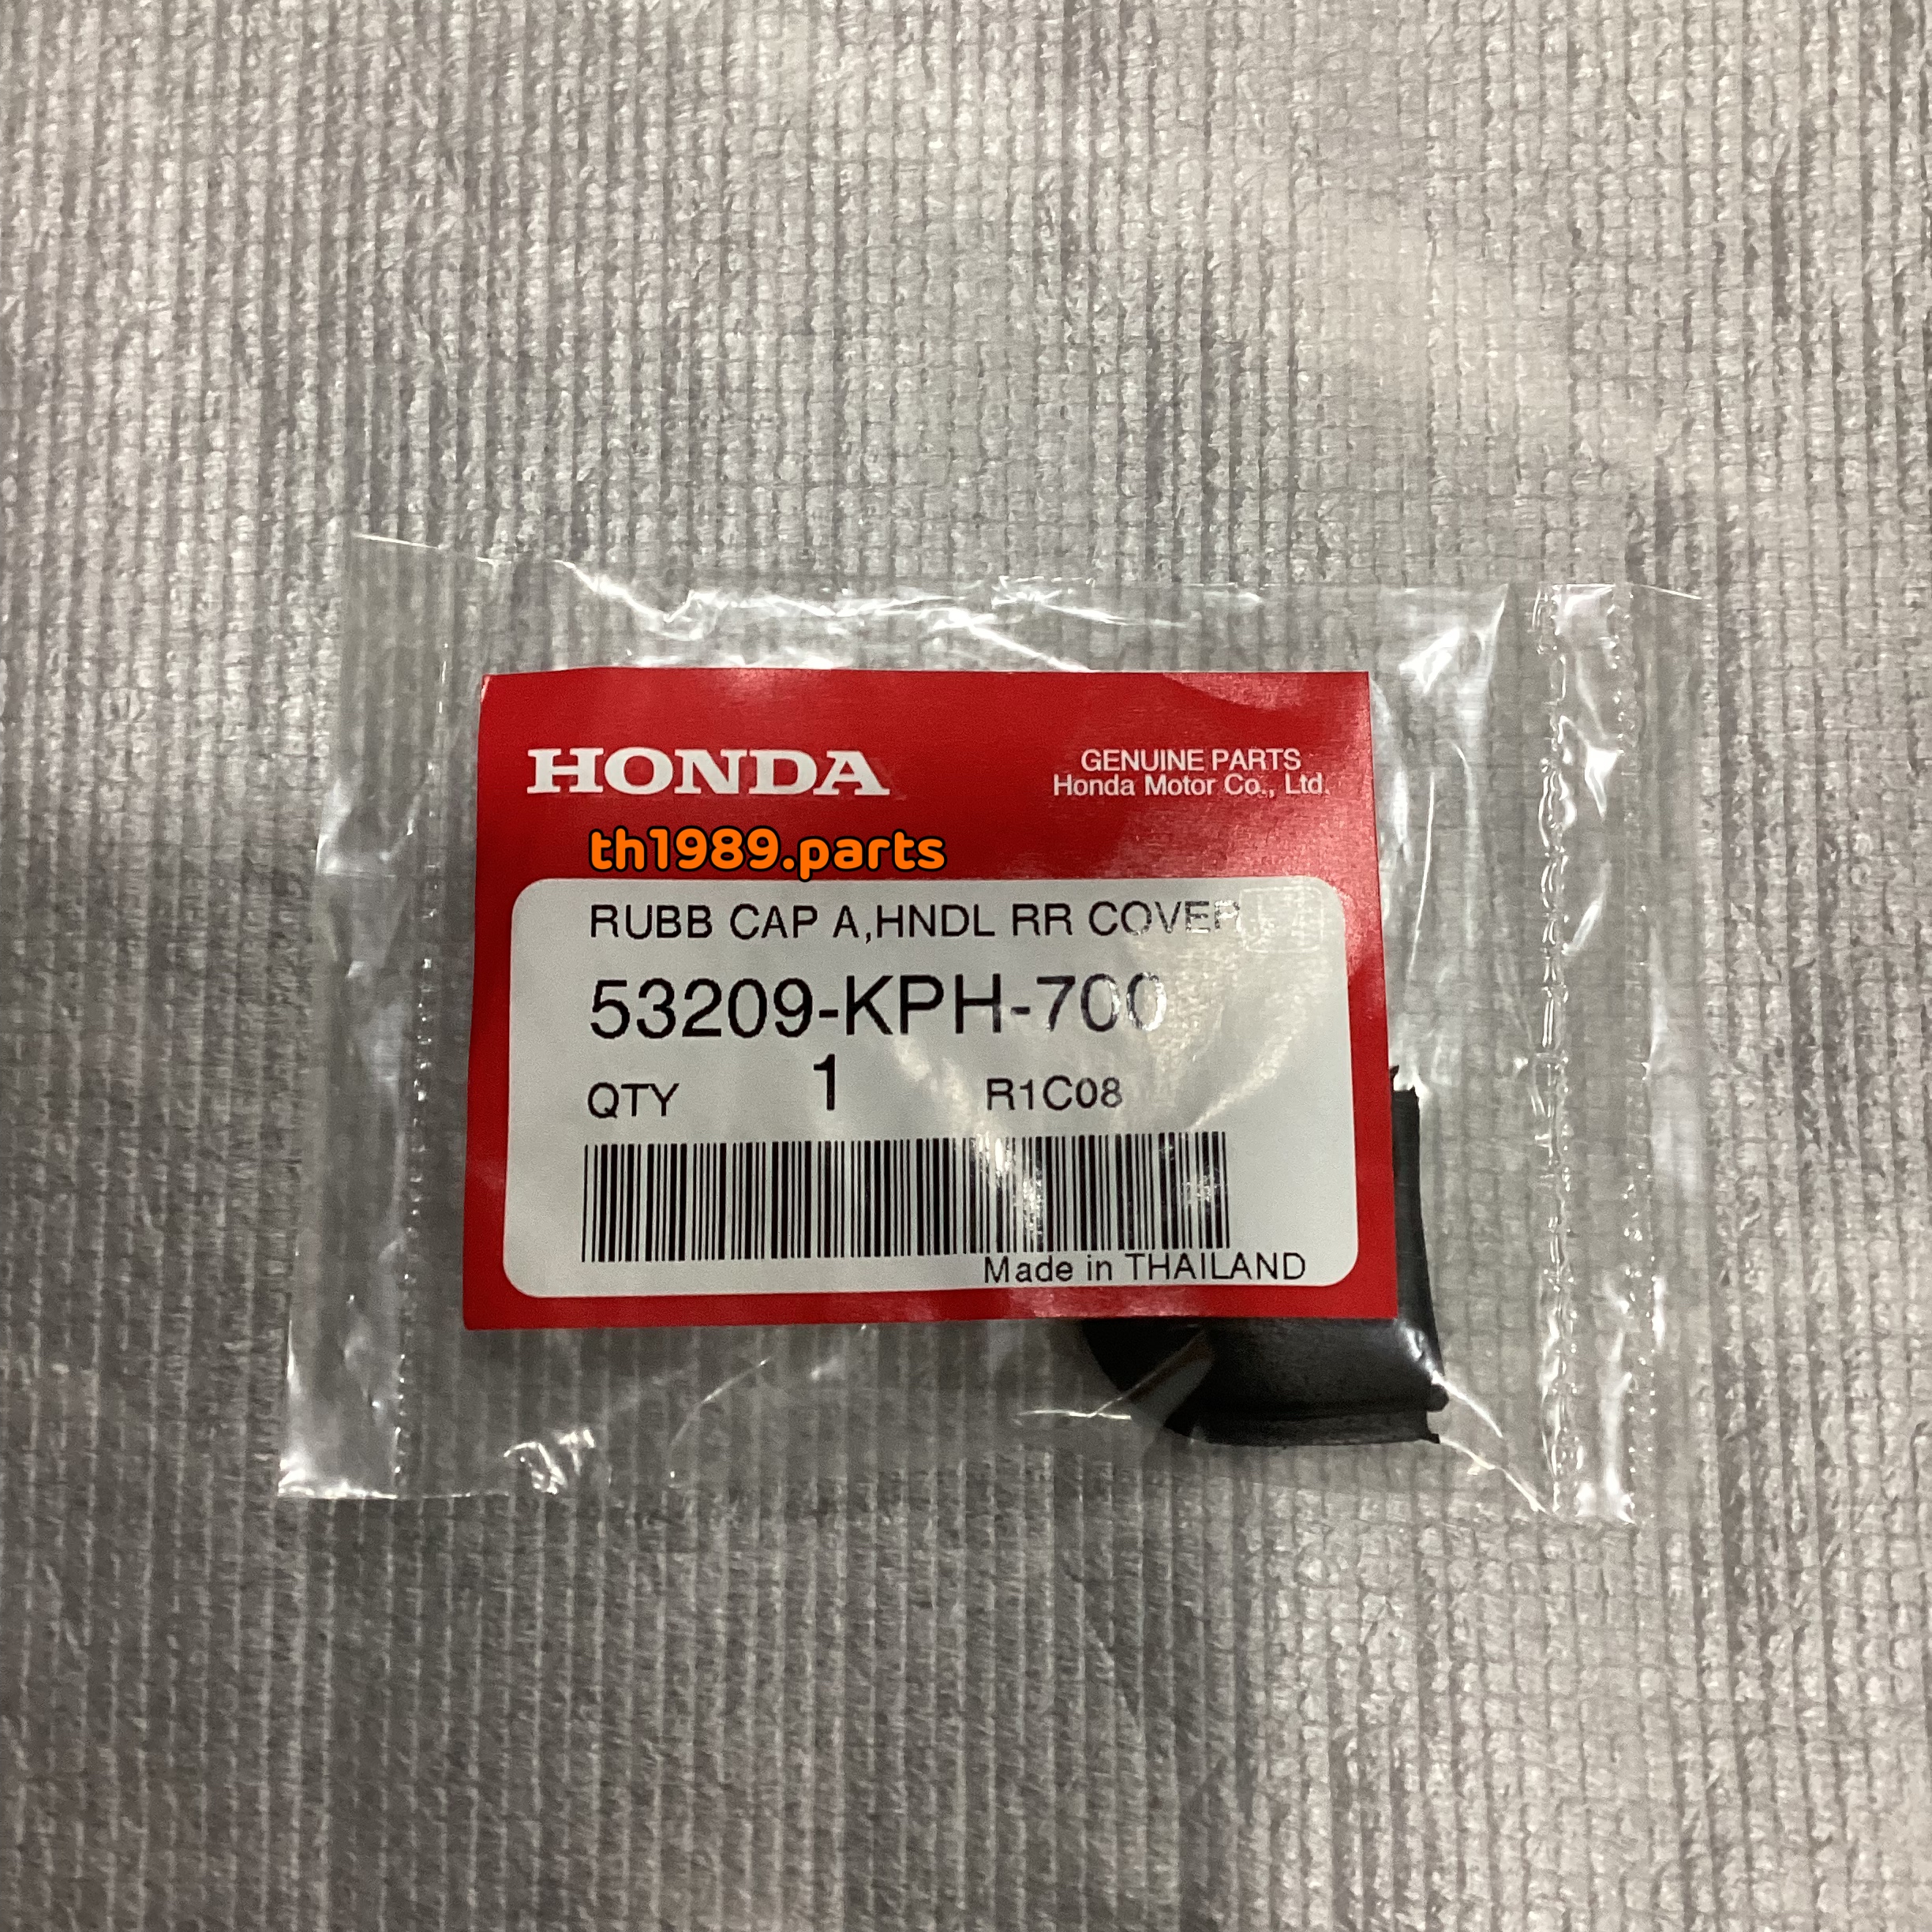 HONDA
GENUINE PARTS
Honda Motor Co., Ltd.
th1989.parts
RUBB CAP A,HNDL RR COVER
53209-KPH-700
QTY 1 R1C08
Made in THAILAND